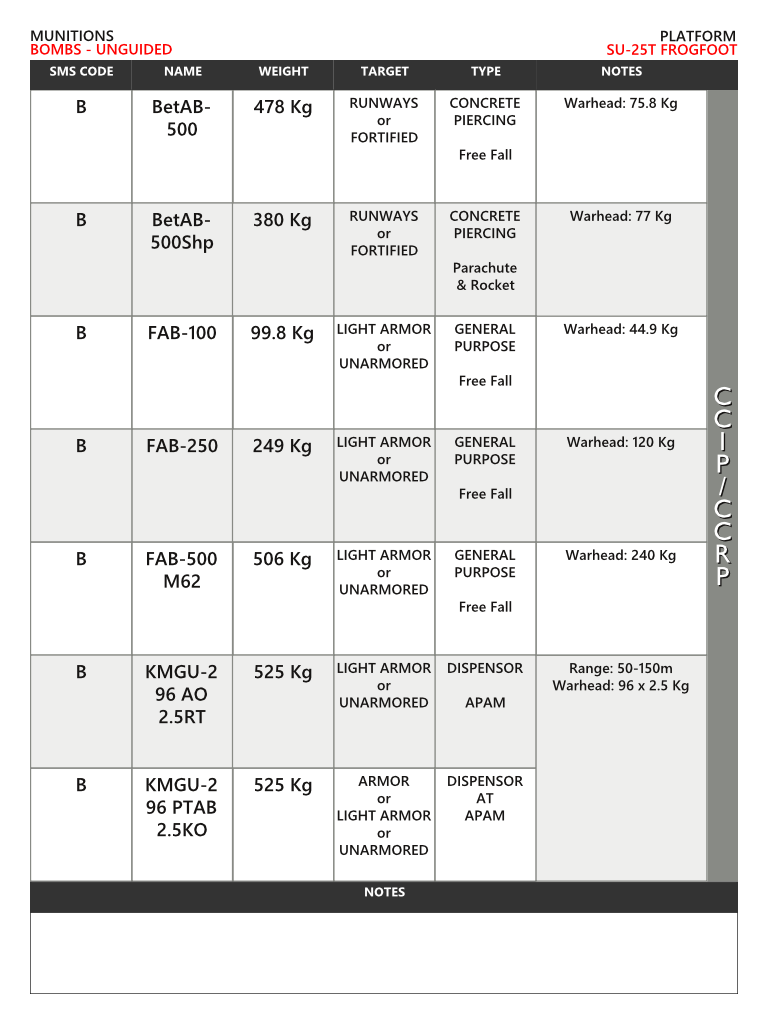 MUNITIONS
PLATFORM
BOMBS - UNGUIDED
SU-25T FROGFOOT
SMS CODE
NAME
WEIGHT
TARGET
TYPE
NOTES
B
BetAB-
500
478 Kg
RUNWAYS
or
FORTIFIED
CONCRETE
PIERCING
Free Fall
Warhead: 75.8 Kg
B
BetAB-
500Shp
380 Kg
RUNWAYS
or
FORTIFIED
CONCRETE
PIERCING
Parachute
& Rocket
Warhead: 77 Kg
B
FAB-100
99.8 Kg
LIGHT ARMOR
or
UNARMORED
GENERAL
PURPOSE
Free Fall
Warhead: 44.9 Kg
B
FAB-250
249 Kg
LIGHT ARMOR
or
UNARMORED
GENERAL
PURPOSE
Free Fall
Warhead: 120 Kg
B
FAB-500
M62
506 Kg
LIGHT ARMOR
or
UNARMORED
GENERAL
PURPOSE
Free Fall
Warhead: 240 Kg
B
KMGU-2
96 AO
2.5RT
525 Kg
LIGHT ARMOR
or
UNARMORED
DISPENSOR
APAM
Range: 50-150m
Warhead: 96 x 2.5 Kg
B
KMGU-2
96 PTAB
2.5KO
525 Kg
ARMOR
or
LIGHT ARMOR
or
UNARMORED
DISPENSOR
AT
APAM
CCIP/CCRP
NOTES